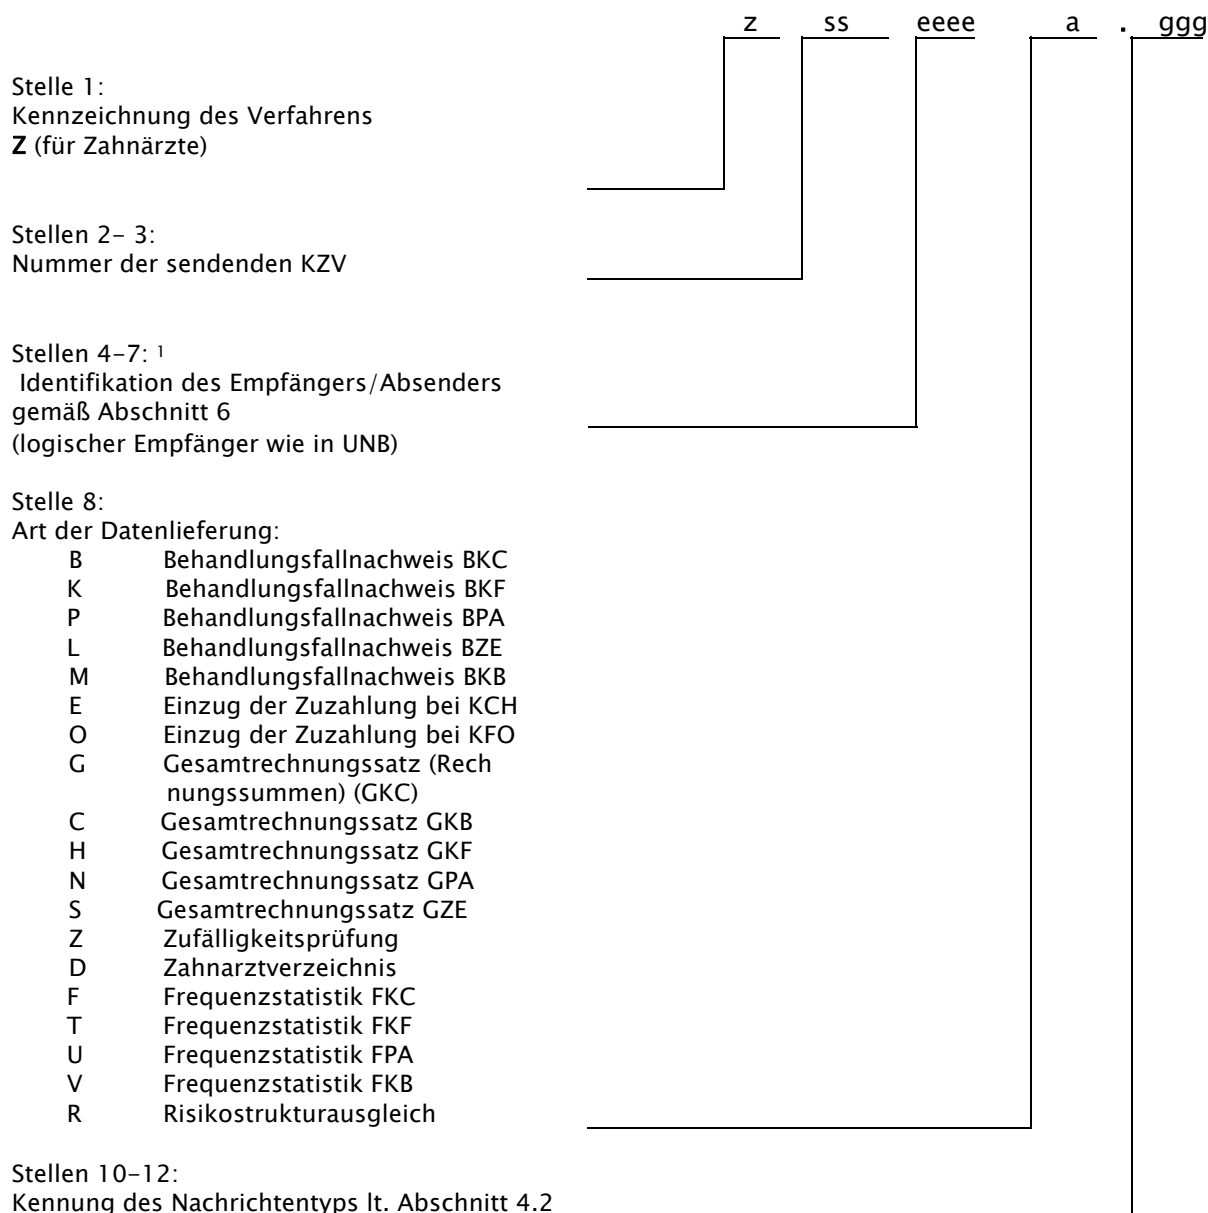 z ss eeee a . ggg
Stelle 1:
Kennzeichnung des Verfahrens
Z (für Zahnärzte)
Stellen 2- 3:
Nummer der sendenden KZV
Stellen 4-7: 1
Identifikation des Empfängers/Absenders
gemäß Abschnitt 6
(logischer Empfänger wie in UNB)
Stelle 8:
Art der Datenlieferung:
B Behandlungsfallnachweis BKC
K Behandlungsfallnachweis BKF
P Behandlungsfallnachweis BPA
L Behandlungsfallnachweis BZE
M Behandlungsfallnachweis BKB
E Einzug der Zuzahlung bei KCH
O Einzug der Zuzahlung bei KFO
G Gesamtrechnungssatz (Rech
nungssummen) (GKC)
C Gesamtrechnungssatz GKB
H Gesamtrechnungssatz GKF
N Gesamtrechnungssatz GPA
S Gesamtrechnungssatz GZE
Z Zufälligkeitsprüfung
D Zahnarztverzeichnis
F Frequenzstatistik FKC
T Frequenzstatistik FKF
U Frequenzstatistik FPA
V Frequenzstatistik FKB
R Risikostrukturausgleich
Stellen 10-12:
Kennung des Nachrichtentyps lt. Abschnitt 4.2